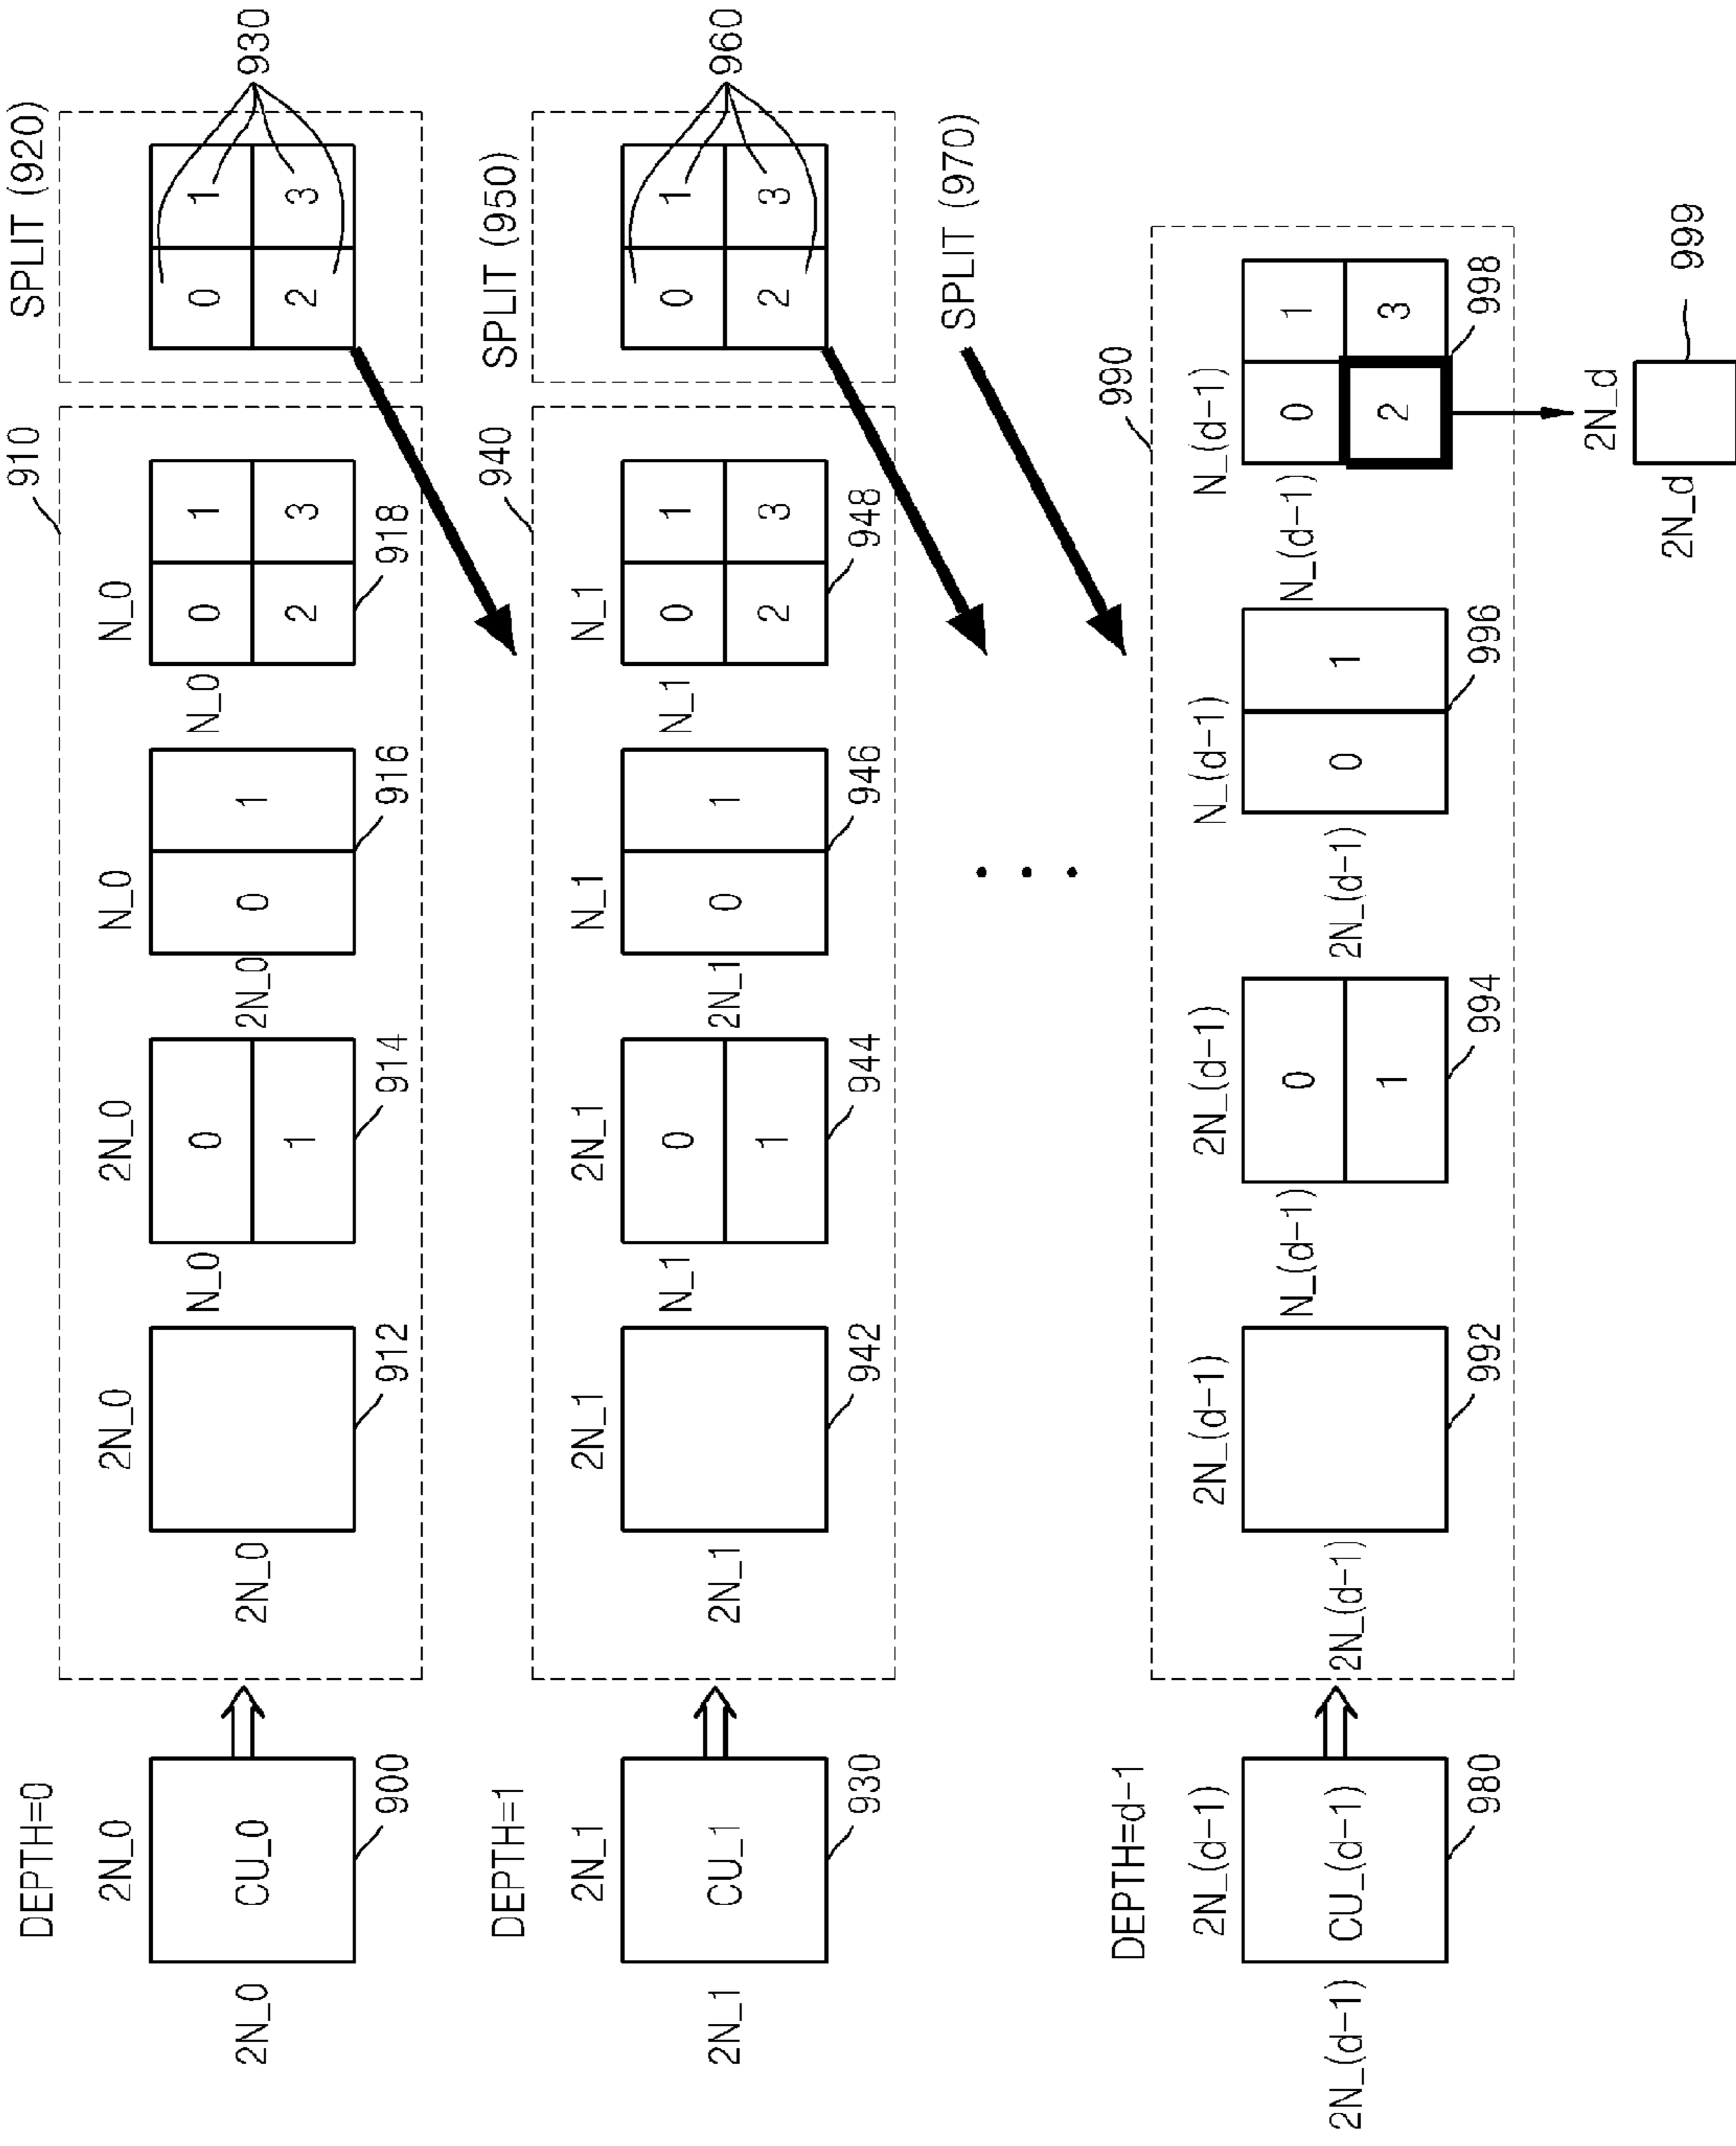 DEPTH=0
2N_0
2N_0
CU_0
900
910
2N_0
2N_0
912
2N_0
N_0
0
1
914
N_0
2N_0
0
1
916
N_0
N_0
0
1
2
3
918
SPLIT (920)
0
1
2
3
930
DEPTH=1
2N_1
2N_1
CU_1
930
940
2N_1
2N_1
942
2N_1
N_1
0
1
944
N_1
2N_1
0
1
946
N_1
N_1
0
1
2
3
948
SPLIT (950)
0
1
2
3
960
SPLIT (970)
DEPTH=d-1
2N_(d-1)
2N_(d-1)
CU_(d-1)
980
990
2N_(d-1)
2N_(d-1)
992
2N_(d-1)
N_(d-1)
0
1
994
N_(d-1)
2N_(d-1)
0
1
996
N_(d-1)
N_(d-1)
0
1
2
3
998
2N_d
2N_d
999